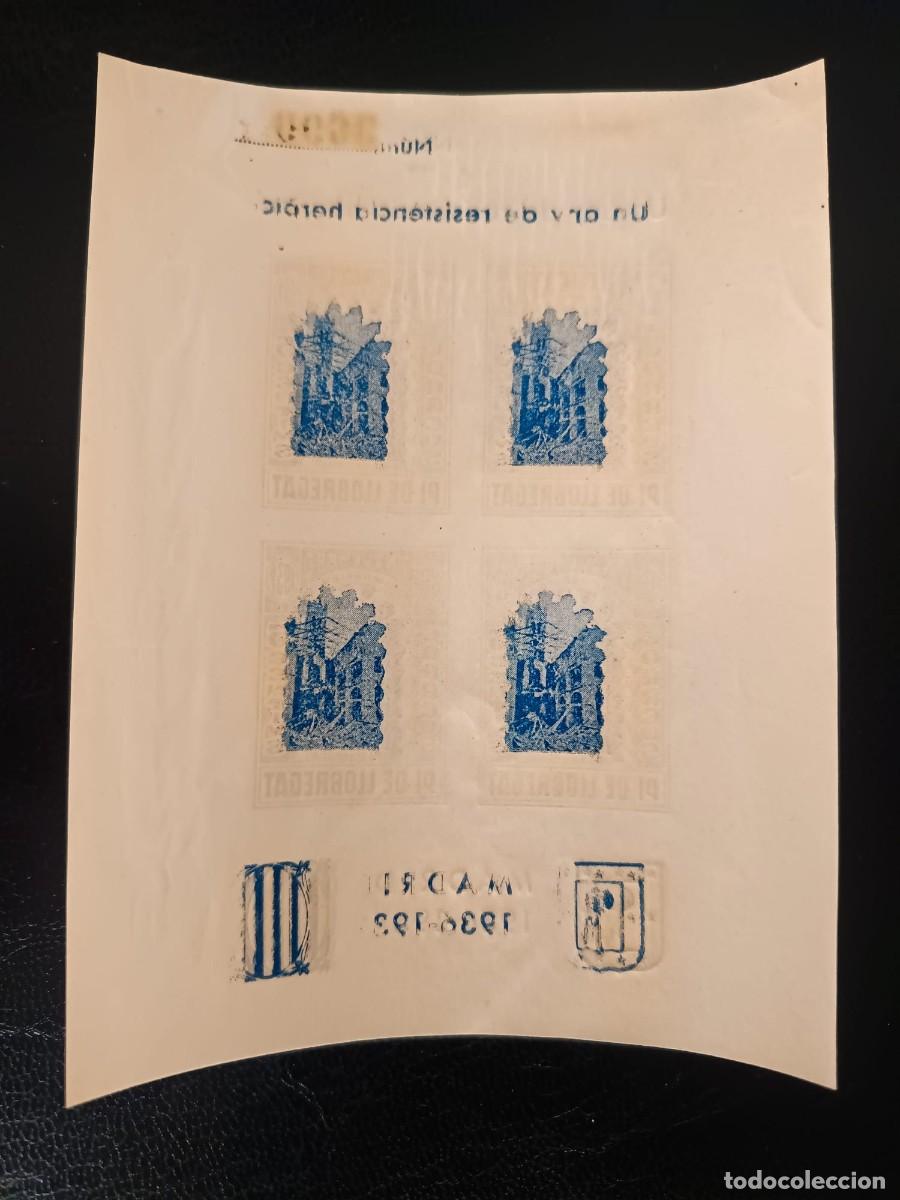 Núm.
Un any de resistència heròic
PI DE LLOBREGAT PI DE LLOBREGAT
PI DE LLOBREGAT PI DE LLOBREGAT
MADRI
1936-193
todocoleccion